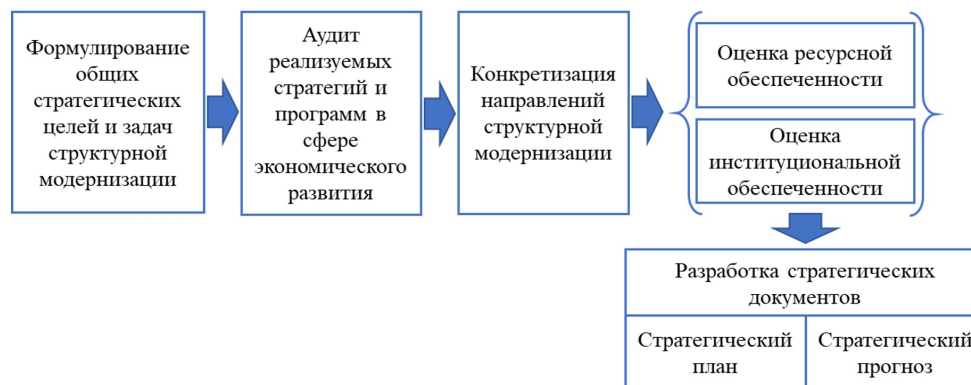 Формулирование
общих
стратегических
целей и задач
структурной
модернизации
Аудит
реализуемых
стратегий и
программ в
сфере
экономического
развития
Конкретизация
направлений
структурной
модернизации
Оценка ресурсной
обеспеченности
Оценка
институциональной
обеспеченности
Разработка стратегических
документов
Стратегический
план
Стратегический
прогноз